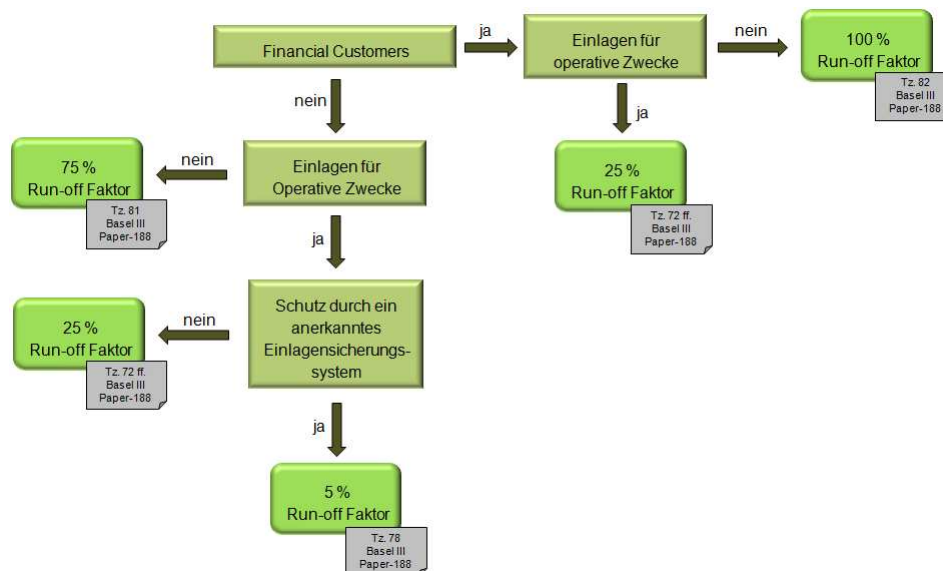 Financial Customers
ja
Einlagen für
operative Zwecke
nein
100 %
Run-off Faktor
Tz. 82
Basel III
Paper-188
nein
ja
75 %
Run-off Faktor
Tz. 81
Basel III
Paper-188
nein
Einlagen für
Operative Zwecke
25 %
Run-off Faktor
Tz. 72 ff.
Basel III
Paper-188
ja
25 %
Run-off Faktor
Tz. 72 ff.
Basel III
Paper-188
nein
Schutz durch ein
anerkanntes
Einlagensicherungs-
system
ja
5 %
Run-off Faktor
Tz. 78
Basel III
Paper-188